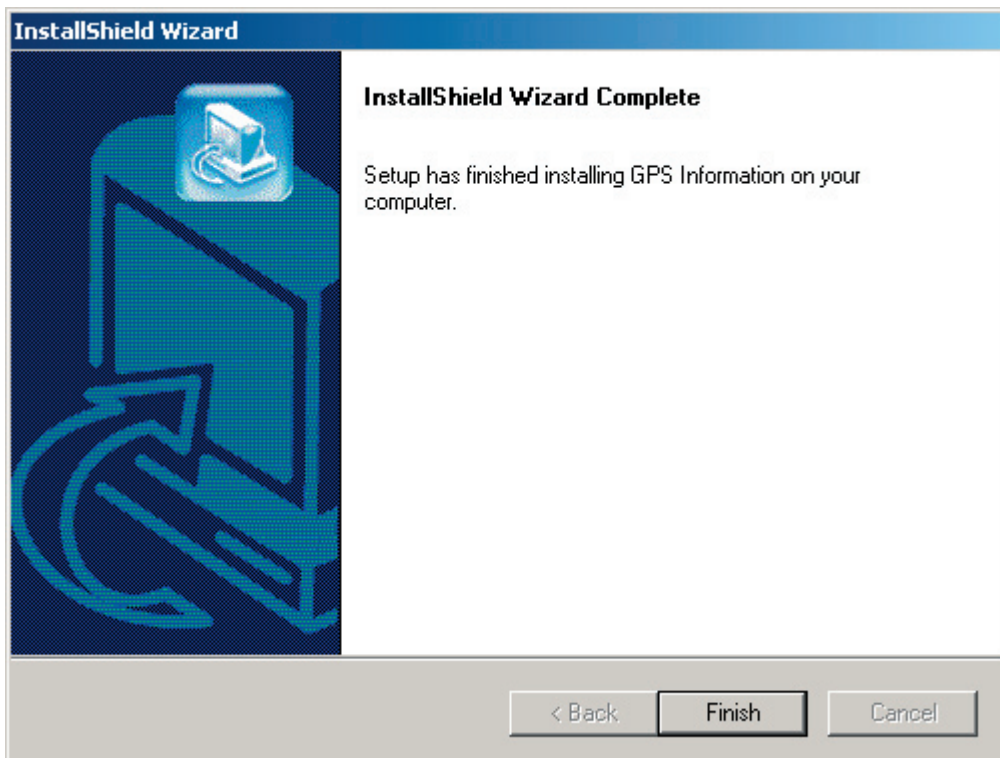 InstallShield Wizard
InstallShield Wizard Complete
Setup has finished installing GPS Information on your
computer.
< Back
Finish
Cancel